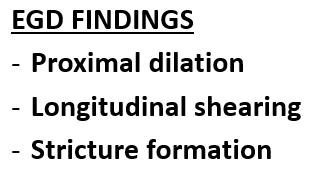 EGD FINDINGS
- Proximal dilation
- Longitudinal shearing
- Stricture formation